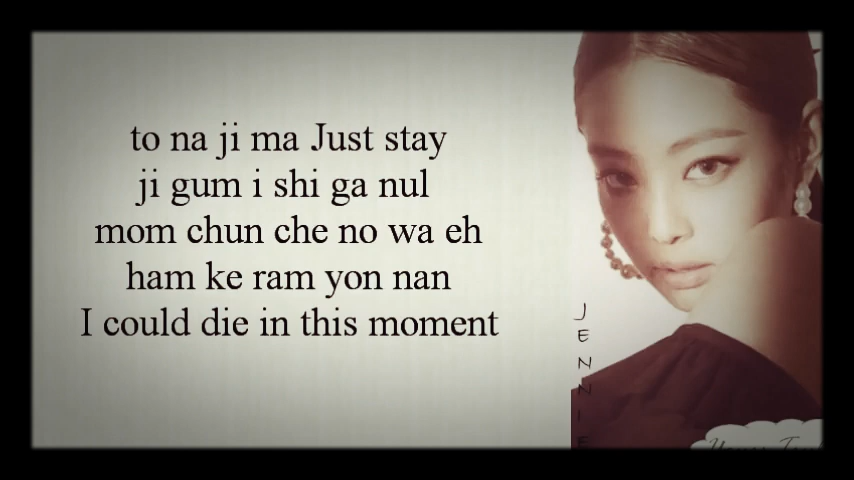 to na ji ma Just stay
ji gum i shi ga nul
mom chun che no wa eh
ham ke ram yon nan
I could die in this moment
JENNIE